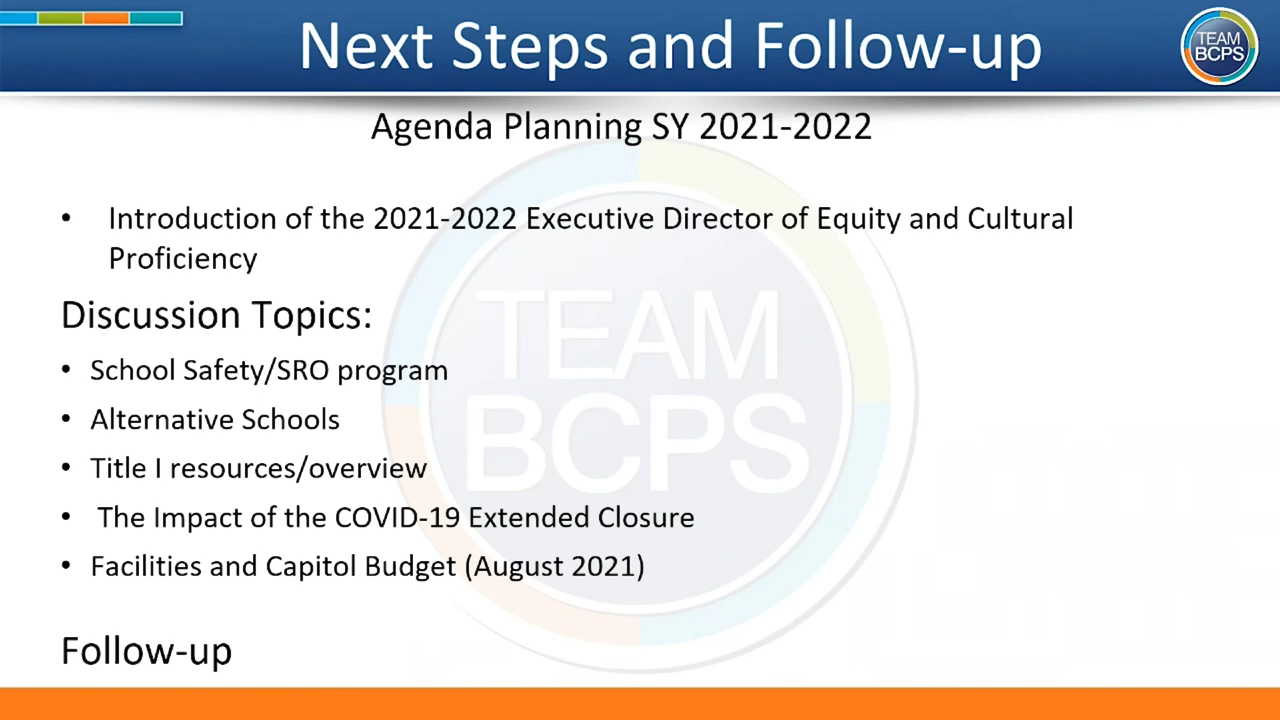 Next Steps and Follow-up
TEAM
BCPS
Agenda Planning SY 2021-2022
• Introduction of the 2021-2022 Executive Director of Equity and Cultural
Proficiency
Discussion Topics:
• School Safety/SRO program
• Alternative Schools
• Title I resources/overview
• The Impact of the COVID-19 Extended Closure
• Facilities and Capitol Budget (August 2021)
Follow-up
TEAM
BCPS